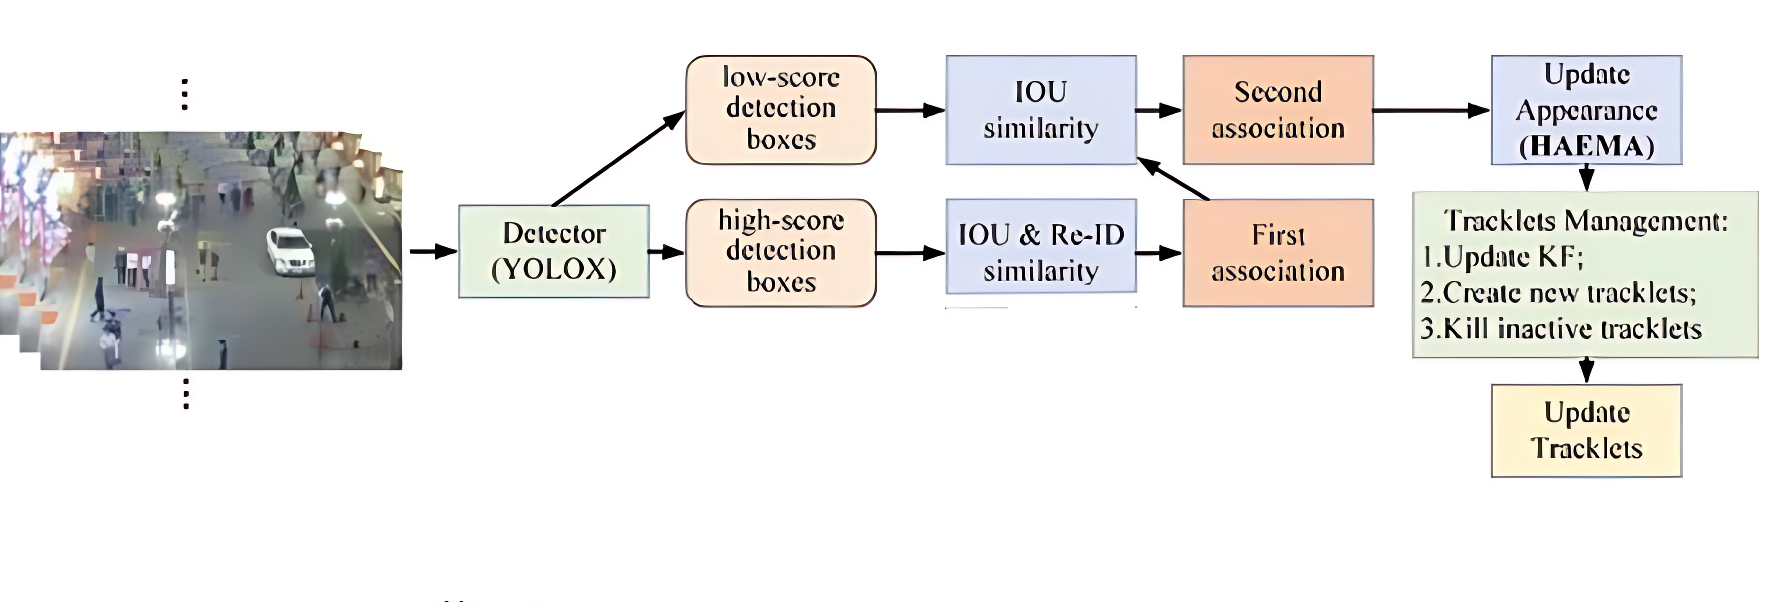 low-score
detection
boxes
IOU
similarity
Second
association
Update
Appearance
(HAEMA)
Detector
(YOLOX)
high-score
detection
boxes
IOU & Re-ID
similarity
First
association
Tracklets Management:
1.Update KF;
2.Create new tracklets;
3.Kill inactive tracklets
Update
Tracklets